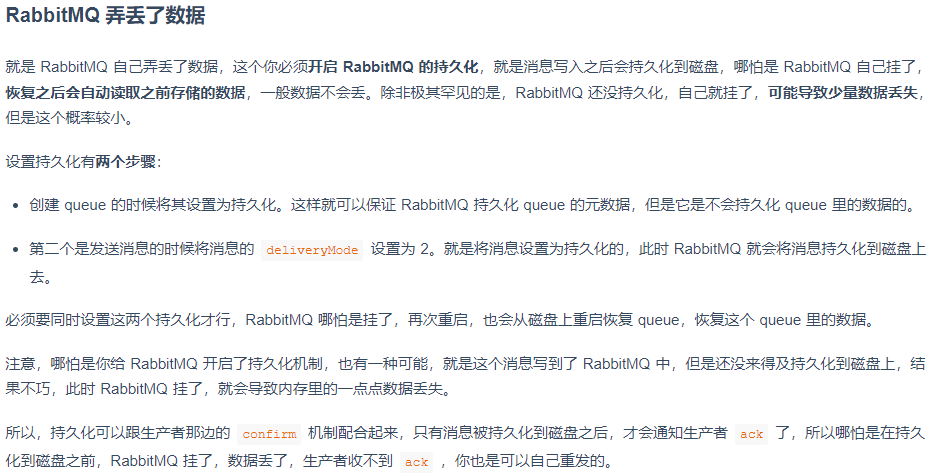 RabbitMQ 弄丢了数据
就是 RabbitMQ 自己弄丢了数据，这个你必须开启 RabbitMQ 的持久化，就是消息写入之后会持久化到磁盘，哪怕是 RabbitMQ 自己挂了，
恢复之后会自动读取之前存储的数据，一般数据不会丢。除非极其罕见的是，RabbitMQ 还没持久化，自己就挂了，可能导致少量数据丢失，
但是这个概率较小。
设置持久化有两个步骤：
• 创建 queue 的时候将其设置为持久化。这样就可以保证 RabbitMQ 持久化 queue 的元数据，但是它是不会持久化 queue 里的数据的。
• 第二个是发送消息的时候将消息的 deliveryMode 设置为 2。就是将消息设置为持久化的，此时 RabbitMQ 就会将消息持久化到磁盘上
去。
必须要同时设置这两个持久化才行，RabbitMQ 哪怕是挂了，再次重启，也会从磁盘上重启恢复 queue，恢复这个 queue 里的数据。
注意，哪怕是你给 RabbitMQ 开启了持久化机制，也有一种可能，就是这个消息写到了 RabbitMQ 中，但是还没来得及持久化到磁盘上，结
果不巧，此时 RabbitMQ 挂了，就会导致内存里的一点点数据丢失。
所以，持久化可以跟生产者那边的 confirm 机制配合起来，只有消息被持久化到磁盘之后，才会通知生产者 ack 了，所以哪怕是在持久
化到磁盘之前，RabbitMQ 挂了，数据丢了，生产者收不到 ack ，你也是可以自己重发的。